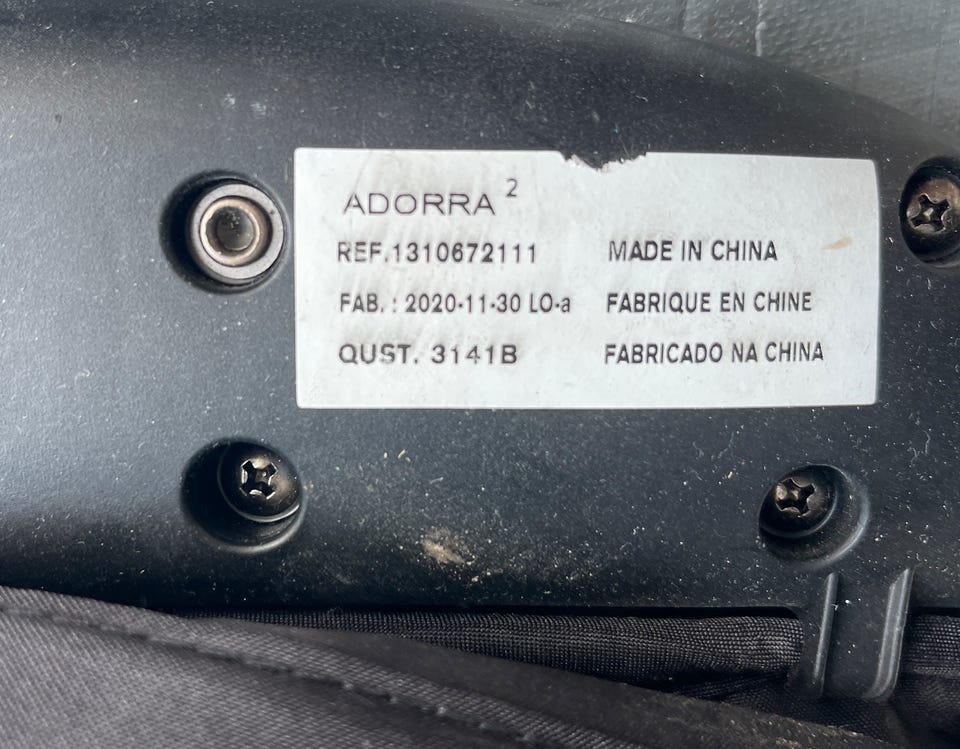 ADORRA ²
REF.1310672111
MADE IN CHINA
FAB. : 2020-11-30 LO-a
FABRIQUE EN CHINE
QUST. 3141B
FABRICADO NA CHINA